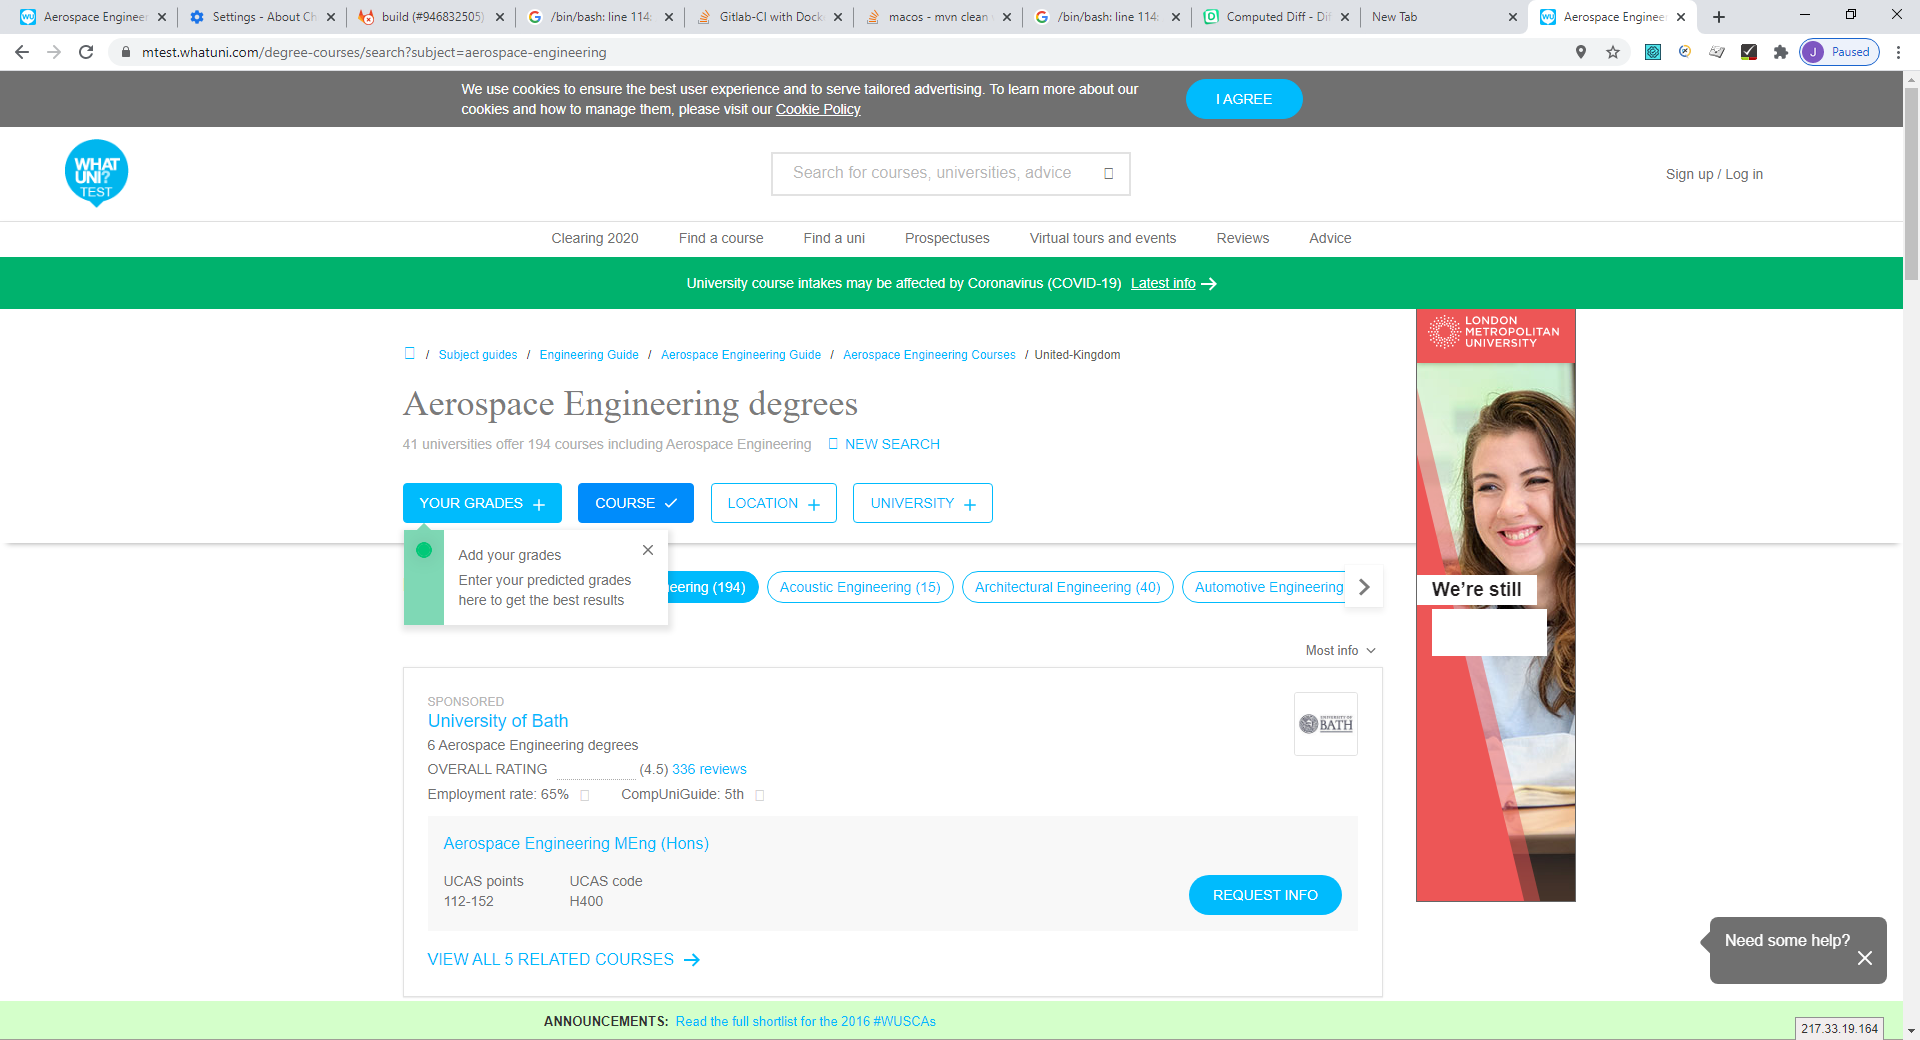 Aerospace Engineer
Settings - About Ch
build (#946832505)
/bin/bash: line 114:
Gitlab-CI with Dock
macos - mvn clean
/bin/bash: line 114:
Computed Diff - Dif
New Tab
Aerospace Enginee
mtest.whatuni.com/degree-courses/search?subject=aerospace-engineering
J
Paused
We use cookies to ensure the best user experience and to serve tailored advertising. To learn more about our
cookies and how to manage them, please visit our Cookie Policy
I AGREE
WHAT
UNI?
TEST
Search for courses, universities, advice
Sign up / Log in
Clearing 2020
Find a course
Find a uni
Prospectuses
Virtual tours and events
Reviews
Advice
University course intakes may be affected by Coronavirus (COVID-19) Latest info
/ Subject guides / Engineering Guide / Aerospace Engineering Guide / Aerospace Engineering Courses / United-Kingdom
Aerospace Engineering degrees
41 universities offer 194 courses including Aerospace Engineering
NEW SEARCH
YOUR GRADES
COURSE
LOCATION
UNIVERSITY
Add your grades
Enter your predicted grades
here to get the best results
neering (194)
Acoustic Engineering (15)
Architectural Engineering (40)
Automotive Engineering
Most info
SPONSORED
University of Bath
6 Aerospace Engineering degrees
OVERALL RATING (4.5) 336 reviews
Employment rate: 65%
CompUniGuide: 5th
UNIVERSITY OF
BATH
Aerospace Engineering MEng (Hons)
UCAS points
UCAS code
112-152
H400
REQUEST INFO
VIEW ALL 5 RELATED COURSES
LONDON
METROPOLITAN
UNIVERSITY
We're still
Need some help?
ANNOUNCEMENTS: Read the full shortlist for the 2016 #WUSCAs
217.33.19.164